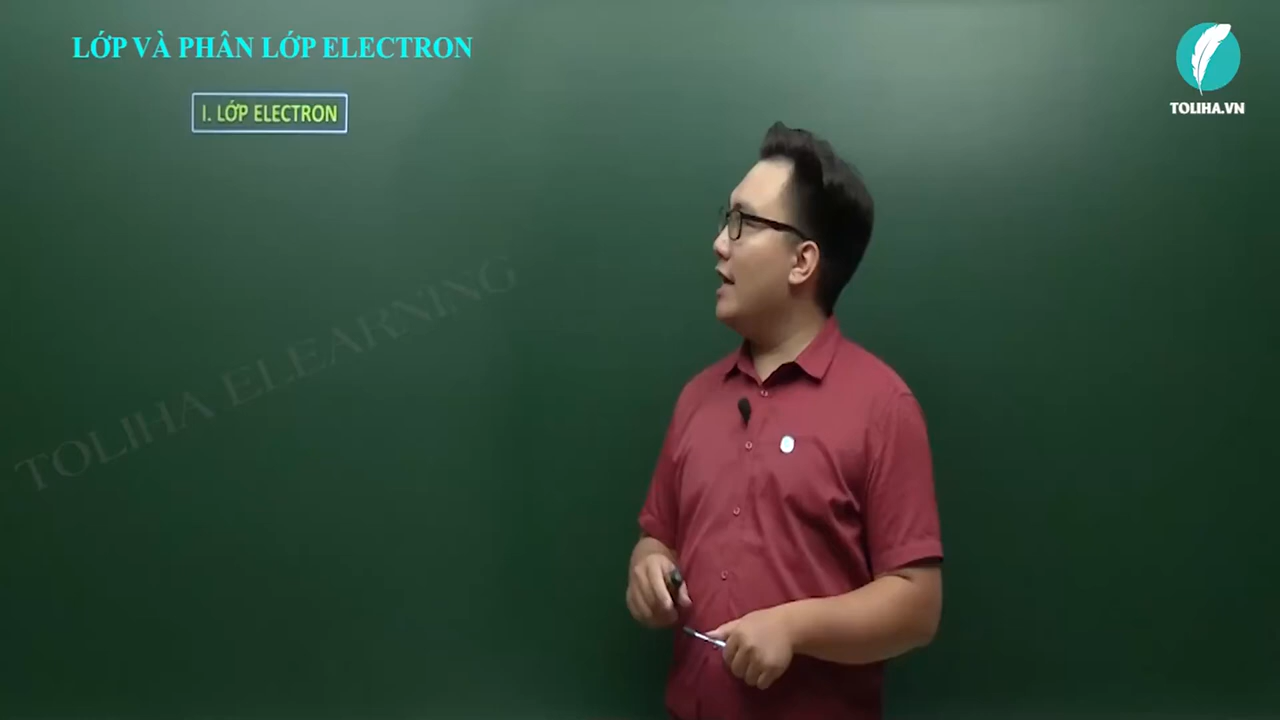 LỚP VÀ PHÂN LỚP ELECTRON
I. LỚP ELECTRON
TOLIHA.VN
TOLIHA ELEARNING